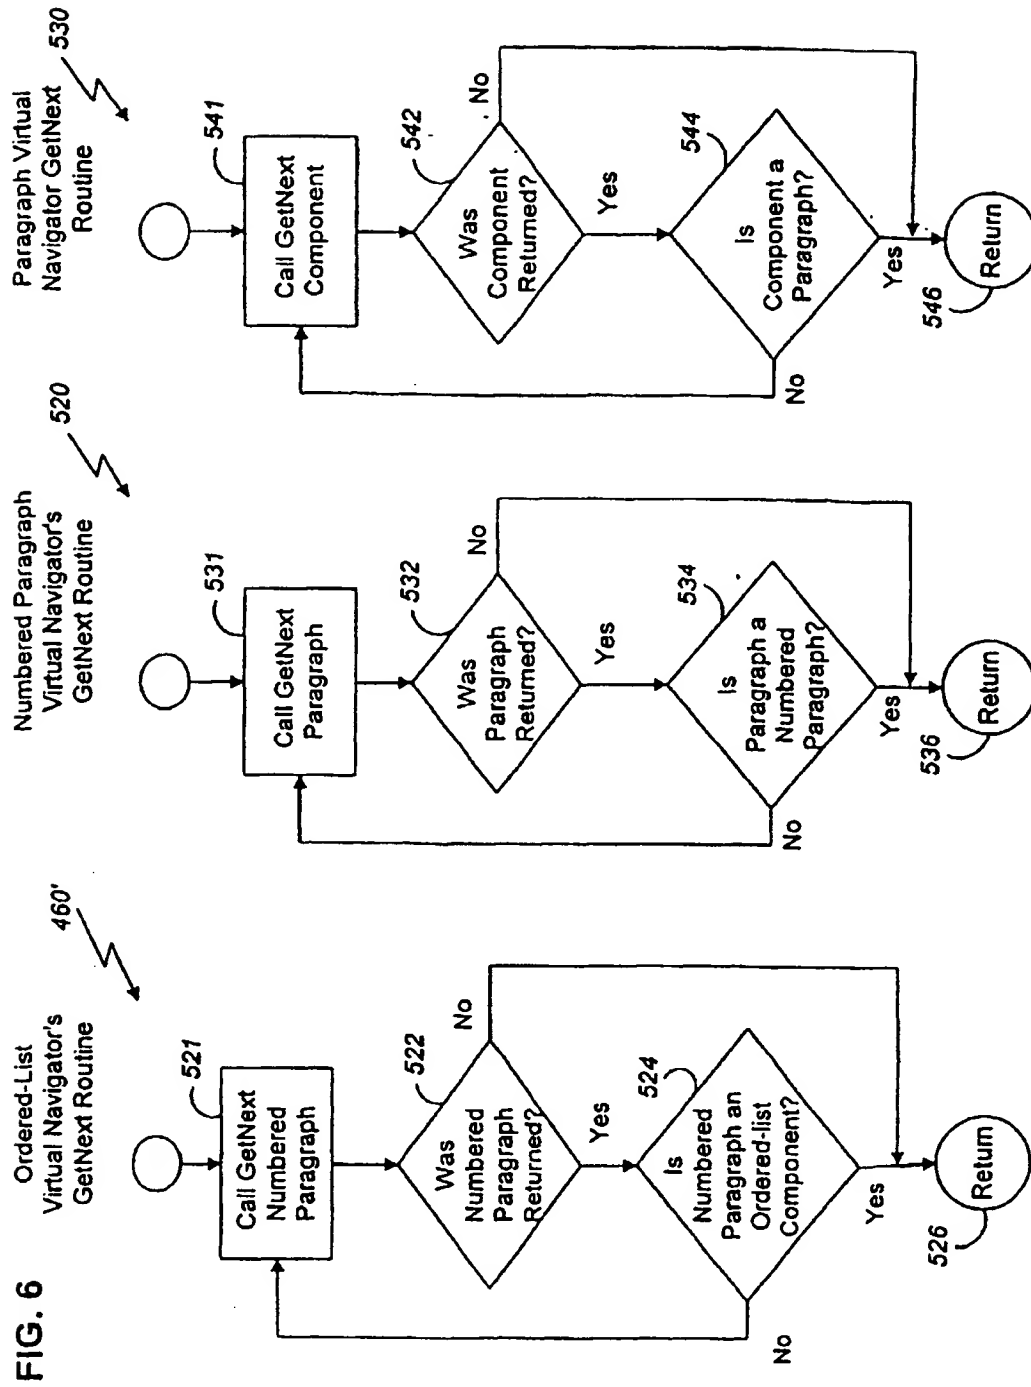 FIG. 6
Ordered-List
Virtual Navigator's
GetNext Routine
460'
521
Call GetNext
Numbered
Paragraph
522
Was
Numbered
Paragraph
Returned?
No
Yes
524
Is
Numbered
Paragraph an
Ordered-list
Component?
No
Yes
526
Return
Numbered Paragraph
Virtual Navigator's
GetNext Routine
520
531
Call GetNext
Paragraph
532
Was
Paragraph
Returned?
No
Yes
534
Is
Paragraph a
Numbered
Paragraph?
No
Yes
536
Return
Paragraph Virtual
Navigator GetNext
Routine
530
541
Call GetNext
Component
542
Was
Component
Returned?
No
Yes
544
Is
Component a
Paragraph?
No
Yes
546
Return